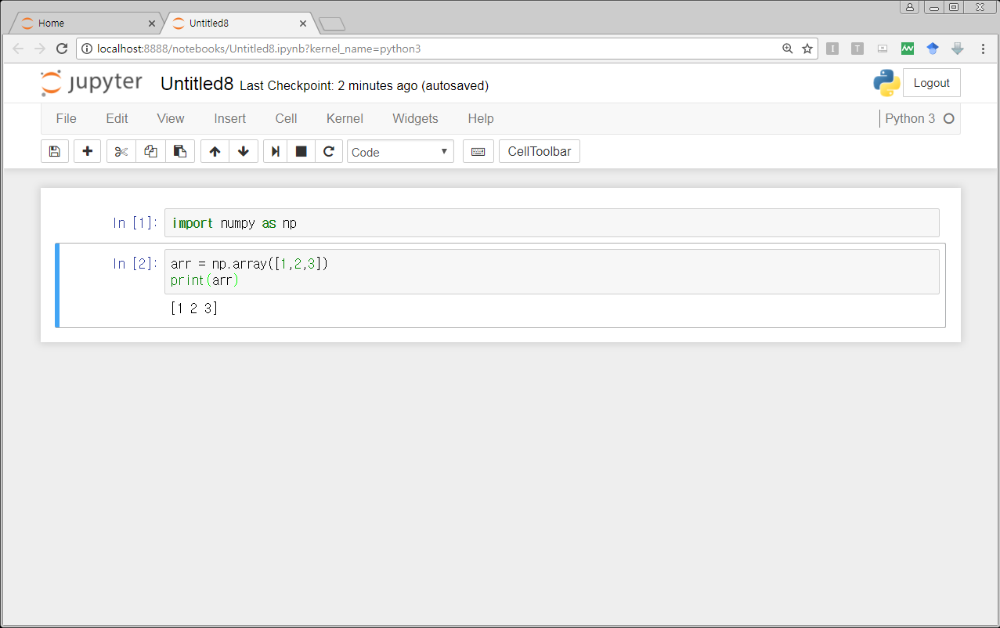 Home
Untitled8
localhost:8888/notebooks/Untitled8.ipynb?kernel_name=python3
I
T
jupyter Untitled8 Last Checkpoint: 2 minutes ago (autosaved)
Logout
File Edit View Insert Cell Kernel Widgets Help
Python 3
Code
CellToolbar
In [1]: import numpy as np
In [2]: arr = np.array([1,2,3])
print(arr)
[1 2 3]